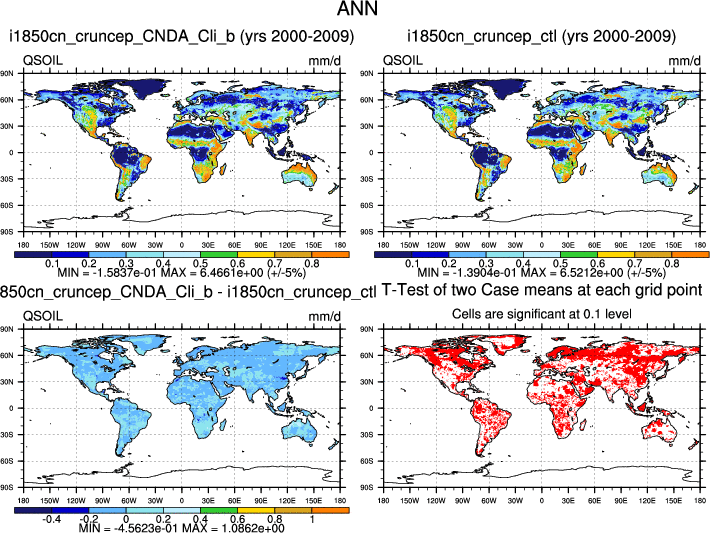 ANN
i1850cn_cruncep_CNDA_Cli_b (yrs 2000-2009)
i1850cn_cruncep_ctl (yrs 2000-2009)
QSOIL mm/d
QSOIL mm/d
90N
60N
30N
0
30S
60S
90S
180 150W 120W 90W 60W 30W 0 30E 60E 90E 120E 150E 180
90N
60N
30N
0
30S
60S
90S
180 150W 120W 90W 60W 30W 0 30E 60E 90E 120E 150E 180
0.1 0.2 0.3 0.4 0.5 0.6 0.7 0.8
MIN = -1.5837e-01 MAX = 6.4661e+00 (+/-5%)
0.1 0.2 0.3 0.4 0.5 0.6 0.7 0.8
MIN = -1.3904e-01 MAX = 6.5212e+00 (+/-5%)
850cn_cruncep_CNDA_Cli_b - i1850cn_cruncep_ctl
T-Test of two Case means at each grid point
QSOIL mm/d
Cells are significant at 0.1 level
90N
60N
30N
0
30S
60S
90S
180 150W 120W 90W 60W 30W 0 30E 60E 90E 120E 150E 180
90N
60N
30N
0
30S
60S
90S
180 150W 120W 90W 60W 30W 0 30E 60E 90E 120E 150E 180
-0.4 -0.2 0 0.2 0.4 0.6 0.8 1
MIN = -4.5623e-01 MAX = 1.0862e+00